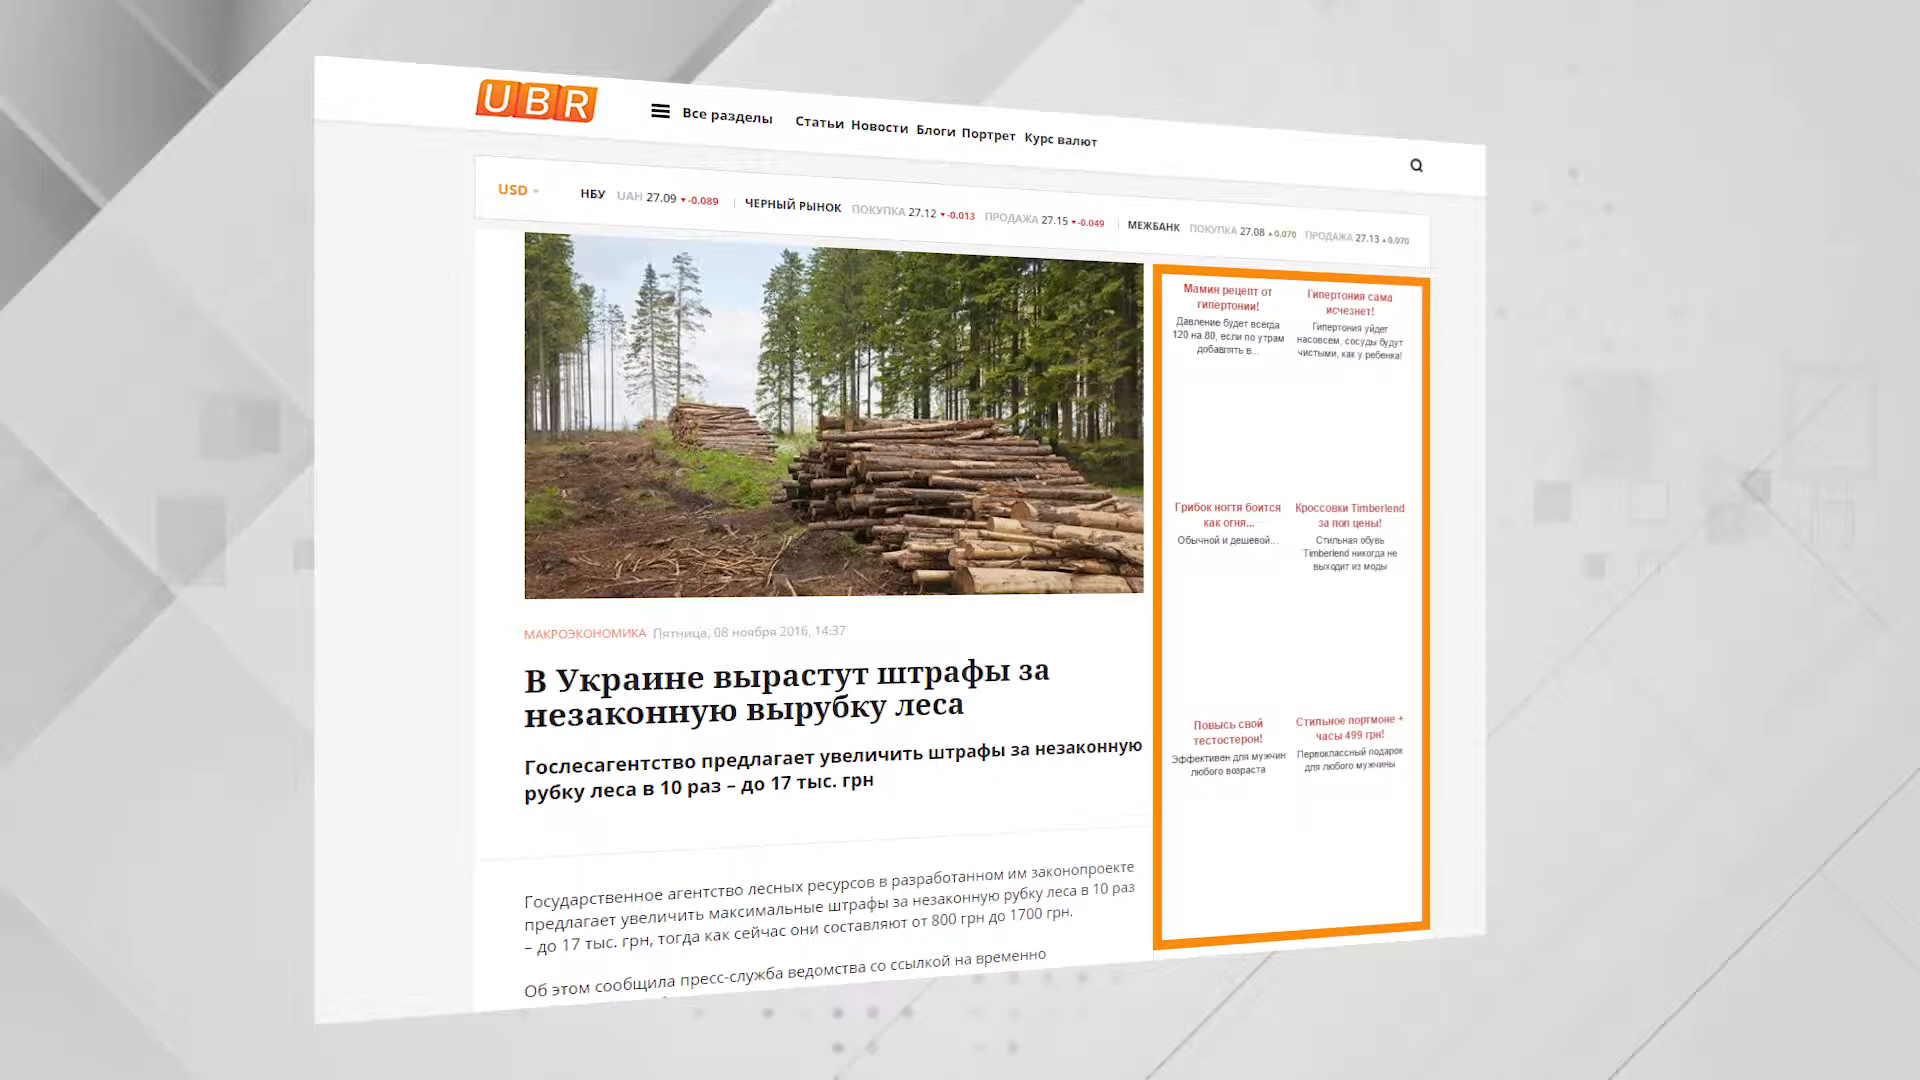 UBR
Все разделы Статьи Новости Блоги Портрет Курс валют
USD НБУ UAH 27.09 -0.089 ЧЕРНЫЙ РЫНОК ПОКУПКА 27.12 -0.013 ПРОДАЖА 27.15 -0.049 МЕЖБАНК ПОКУПКА 27.08 0.070 ПРОДАЖА 27.13 0.070
МАКРОЭКОНОМИКА Пятница, 08 ноября 2016, 14:37
В Украине вырастут штрафы за
незаконную вырубку леса
Гослесагентство предлагает увеличить штрафы за незаконную
рубку леса в 10 раз – до 17 тыс. грн
Государственное агентство лесных ресурсов в разработанном им законопроекте
предлагает увеличить максимальные штрафы за незаконную рубку леса в 10 раз
– до 17 тыс. грн, тогда как сейчас они составляют от 800 грн до 1700 грн.
Об этом сообщила пресс-служба ведомства со ссылкой на временно
Мамин рецепт от
гипертонии!
Давление будет всегда
120 на 80, если по утрам
добавлять в...
Гипертония сама
исчезнет!
Гипертония уйдет
насовсем, сосуды будут
чистыми, как у ребенка!
Грибок ногтя боится
как огня...
Обычной и дешевой...
Кроссовки Timberlend
за пол цены!
Стильная обувь
Timberlend никогда не
выходит из моды
Повысь свой
тестостерон!
Эффективен для мужчин
любого возраста
Стильное портмоне +
часы 499 грн!
Первоклассный подарок
для любого мужчины